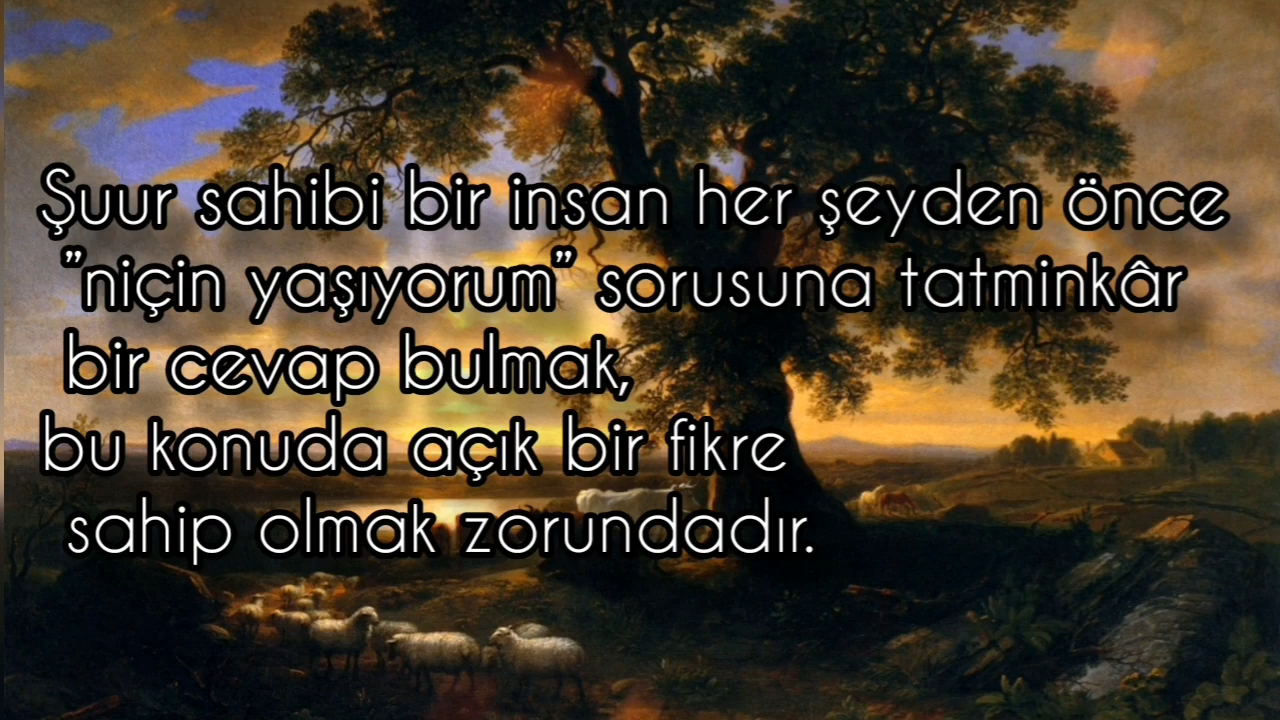 Şuur sahibi bir insan her şeyden önce
"niçin yaşıyorum" sorusuna tatminkâr
bir cevap bulmak,
bu konuda açık bir fikre
sahip olmak zorundadır.